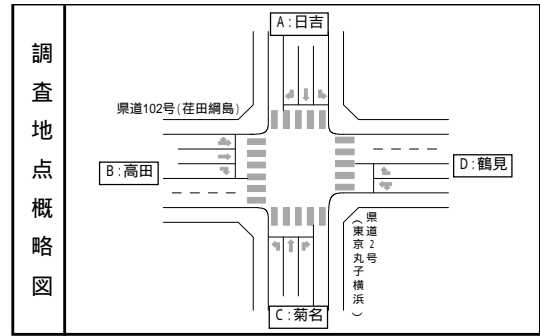 調査地点概略図
A:日吉
県道102号(荏田綱島)
B:高田
D:鶴見
県道2号
(東京丸子横浜)
C:菊名